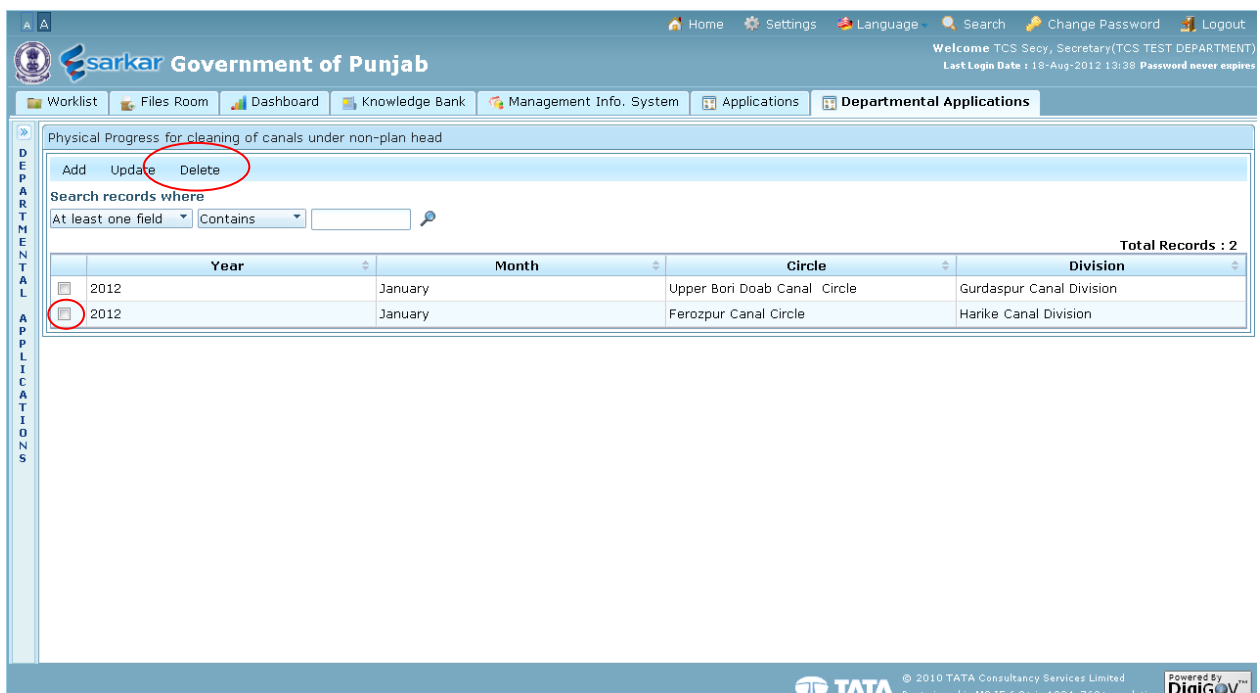 A A Home Settings Language Search Change Password Logout
Welcome TCS Secy, Secretary(TCS TEST DEPARTMENT)
esarkar Government of Punjab
Last Login Date : 18-Aug-2012 13:38 Password never expires
Worklist Files Room Dashboard Knowledge Bank Management Info. System Applications Departmental Applications
DEPARTMENTAL APPLICATIONS
Physical Progress for cleaning of canals under non-plan head
Add Update Delete
Search records where
At least one field Contains
Total Records : 2
Year Month Circle Division
2012 January Upper Bori Doab Canal Circle Gurdaspur Canal Division
2012 January Ferozpur Canal Circle Harike Canal Division
TATA © 2010 TATA Consultancy Services Limited Powered By
DigiGOV™